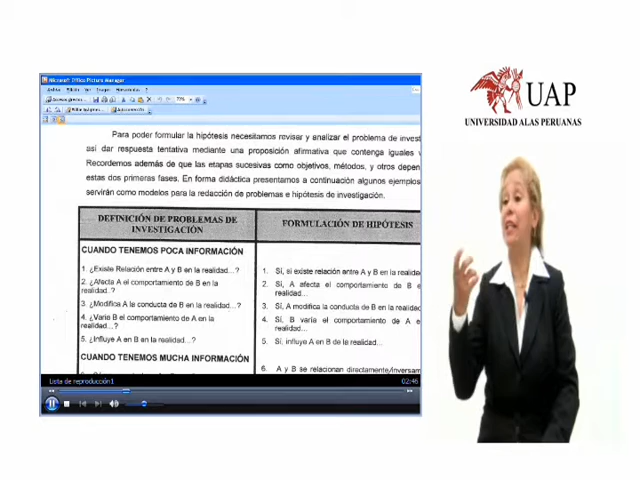 Microsoft Office Picture Manager
UAP
UNIVERSIDAD ALAS PERUANAS
Para poder formular la hipótesis necesitamos revisar y analizar el problema de invest
así dar respuesta tentativa mediante una proposición afirmativa que contenga iguales v
Recordemos además de que las etapas sucesivas como objetivos, métodos, y otros depen
estas dos primeras fases. En forma didáctica presentamos a continuación algunos ejemplos
servirán como modelos para la redacción de problemas e hipótesis de investigación.
DEFINICIÓN DE PROBLEMAS DE
INVESTIGACIÓN
CUANDO TENEMOS POCA INFORMACIÓN
1 ¿Existe Relación entre A y B en la realidad...?
2. ¿Afecta A el comportamiento de B en la
realidad..?
3. ¿Modifica A la conducta de B en la realidad...?
4. ¿Varía B el comportamiento de A en la
realidad...?
5. ¿Influye A en B en la realidad...?
CUANDO TENEMOS MUCHA INFORMACIÓN
FORMULACIÓN DE HIPÓTESIS
1. Sí, si existe relación entre A y B en la realida
2. Sí, A afecta el comportamiento de B e
realidad...
3. Sí, A modifica la conducta de B en la realidad
4. Sí, B varía el comportamiento de A e
realidad...
5. Sí, influye A en B de la realidad...
6. A y B se relacionan directamente/inversam
Lista de reproducción1
02:46